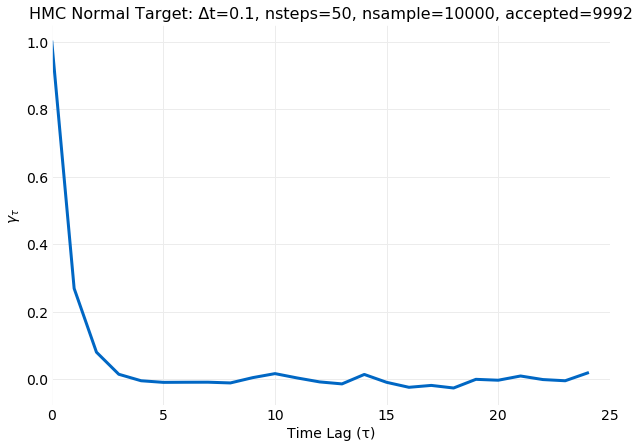 HMC Normal Target: Δt=0.1, nsteps=50, nsample=10000, accepted=9992
1.0
0.8
0.6
0.4
0.2
0.0
γτ
0 5 10 15 20 25
Time Lag (τ)